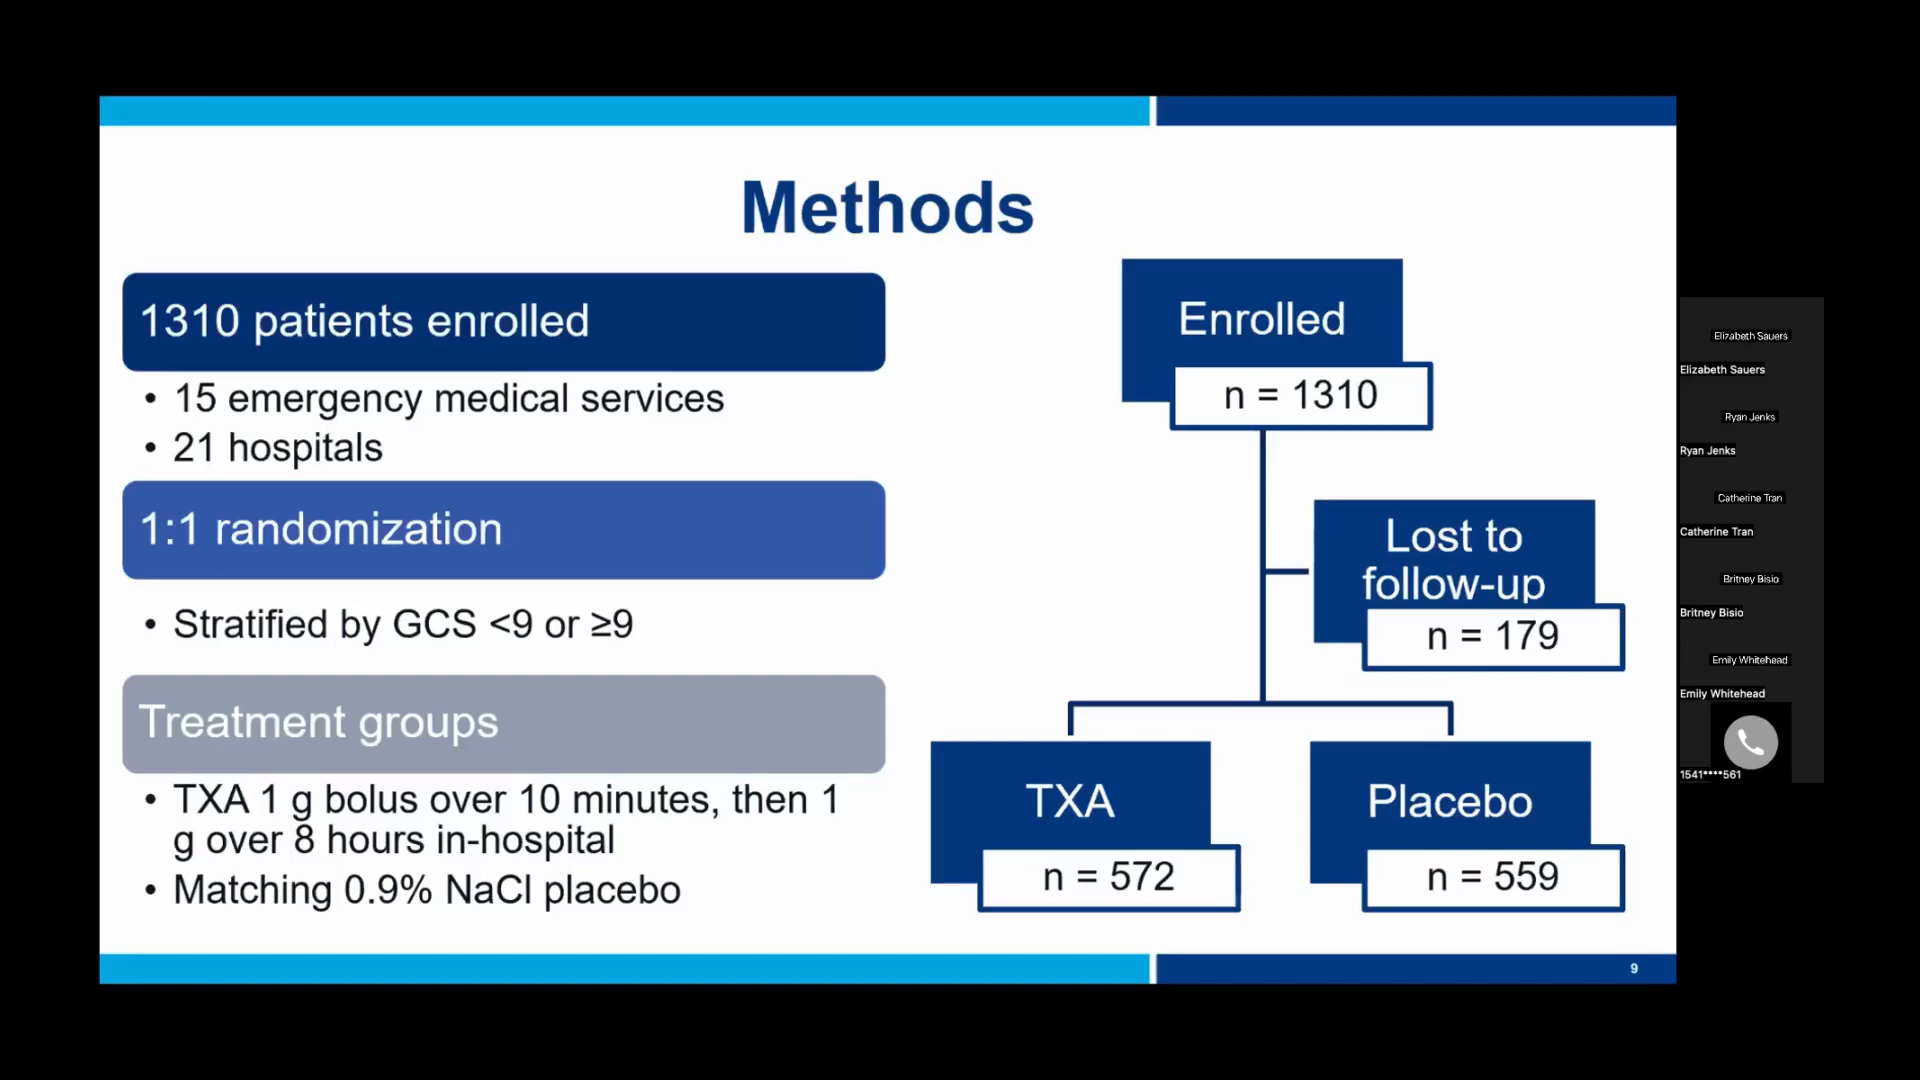 Methods
1310 patients enrolled
• 15 emergency medical services
• 21 hospitals
1:1 randomization
• Stratified by GCS <9 or ≥9
Treatment groups
• TXA 1 g bolus over 10 minutes, then 1
g over 8 hours in-hospital
• Matching 0.9% NaCl placebo
Enrolled
n = 1310
Lost to
follow-up
n = 179
TXA
n = 572
Placebo
n = 559
9
Elizabeth Sauers
Elizabeth Sauers
Ryan Jenks
Ryan Jenks
Catherine Tran
Catherine Tran
Britney Bisio
Britney Bisio
Emily Whitehead
Emily Whitehead
1541****561